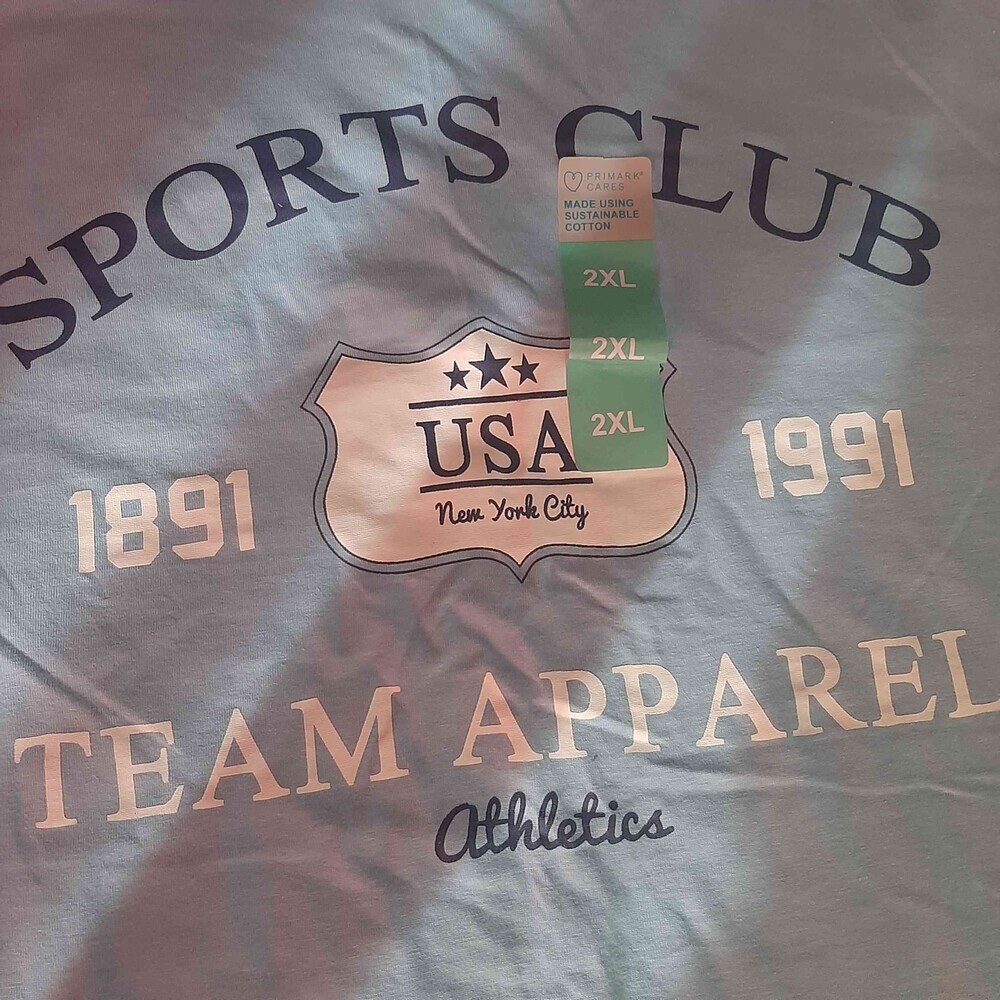 SPORTS CLUB
PRIMARK®
CARES
MADE USING
SUSTAINABLE
COTTON
2XL
2XL
2XL
USA
New York City
1891
1991
TEAM APPAREL
Athletics